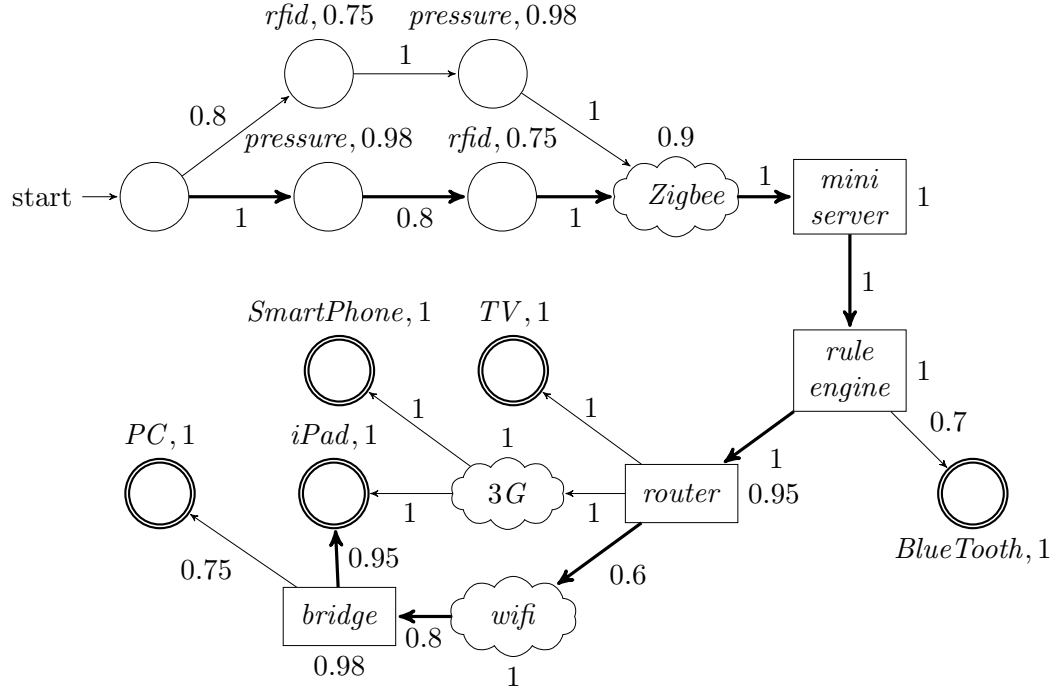 rfid, 0.75
pressure, 0.98
1
0.8
1
pressure, 0.98
rfid, 0.75
0.9
start
1
0.8
1
Zigbee
1
mini
server
1
1
SmartPhone, 1
TV, 1
rule
engine
1
1
1
0.7
PC, 1
iPad, 1
1
1
3G
1
router
0.95
1
BlueTooth, 1
0.75
0.95
0.6
bridge
0.8
wifi
0.98
1